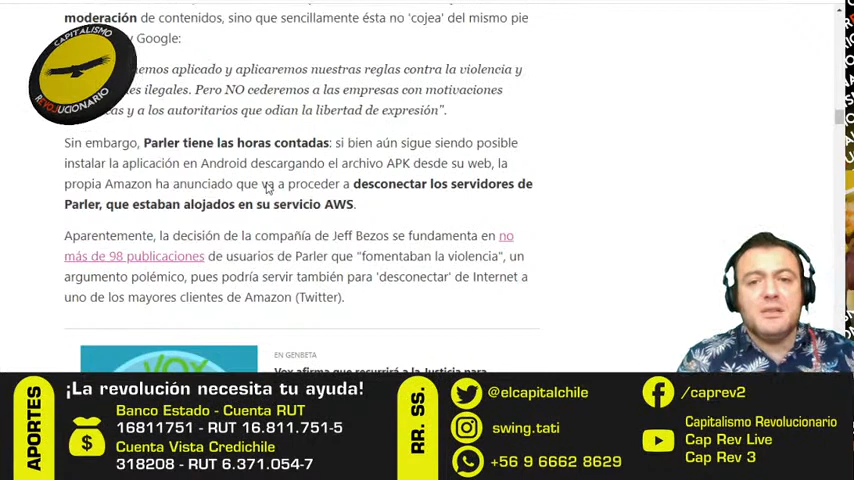 moderación de contenidos, sino que sencillamente ésta no 'cojea' del mismo pie
y Google:
hemos aplicado y aplicaremos nuestras reglas contra la violencia y
ilegales. Pero NO cederemos a las empresas con motivaciones
y a los autoritarios que odian la libertad de expresión".
CAPITALISMO
REVOLUCIONARIO
Sin embargo, Parler tiene las horas contadas: si bien aún sigue siendo posible
instalar la aplicación en Android descargando el archivo APK desde su web, la
propia Amazon ha anunciado que va a proceder a desconectar los servidores de
Parler, que estaban alojados en su servicio AWS.
Aparentemente, la decisión de la compañía de Jeff Bezos se fundamenta en no
más de 98 publicaciones de usuarios de Parler que "fomentaban la violencia", un
argumento polémico, pues podría servir también para 'desconectar' de Internet a
uno de los mayores clientes de Amazon (Twitter).
EN GENBETA
Vox afirma que recurrirá a la Justicia para
VOX
APORTES
¡La revolución necesita tu ayuda!
Banco Estado - Cuenta RUT
16811751 - RUT 16.811.751-5
Cuenta Vista Credichile
318208 - RUT 6.371.054-7
RR. SS.
@elcapitalchile
swing.tati
+56 9 6662 8629
/caprev2
Capitalismo Revolucionario
Cap Rev Live
Cap Rev 3